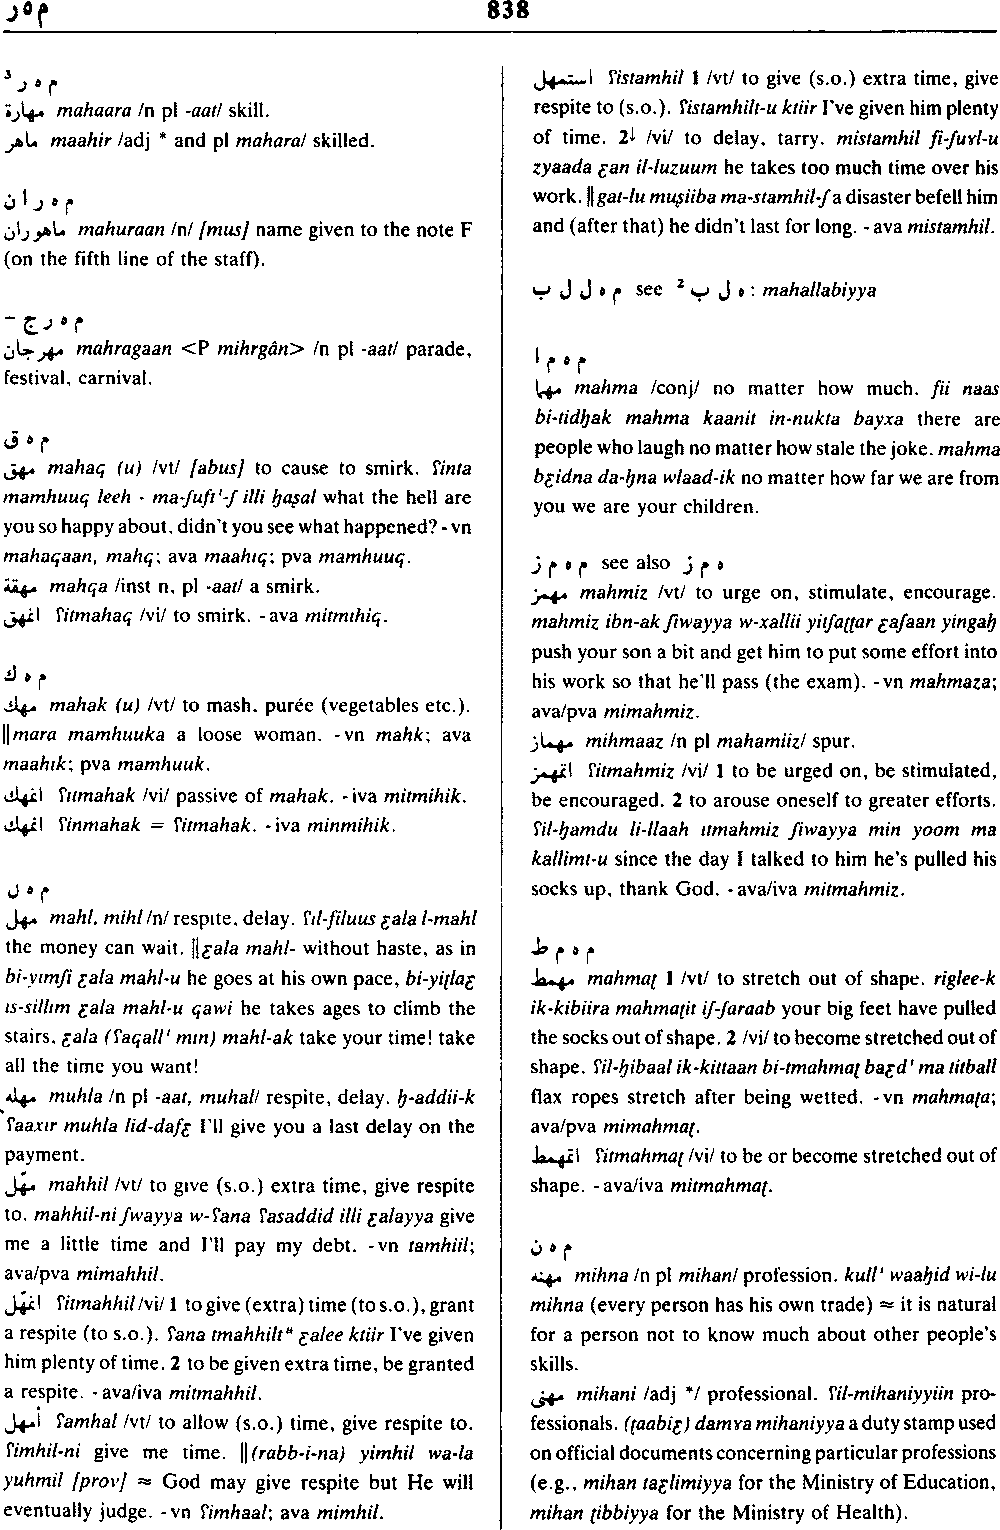 م ه ر
838
م ه ر ³
مهارة mahaara /n pl -aat/ skill.
ماهر maahir /adj * and pl mahara/ skilled.
م ه ر ا ن
ماهوران mahuraan /n/ [mus] name given to the note F
(on the fifth line of the staff).
م ه ر ج –
مهرجان mahragaan <P mihrgân> /n pl -aat/ parade,
festival, carnival.
م ه ق
مهق mahaq (u) /vt/ [abus] to cause to smirk. ʕinta
mamhuuq leeh - ma-ʃuftˈ-ʃ illi ḥaṣal what the hell are
you so happy about, didn't you see what happened? -vn
mahaqaan, mahq; ava maahiq; pva mamhuuq.
مهقة mahqa /inst n, pl -aat/ a smirk.
اتمهق ʕitmahaq /vi/ to smirk. -ava mitmihiq.
م ه ك
مهك mahak (u) /vt/ to mash, purée (vegetables etc.).
‖mara mamhuuka a loose woman. -vn mahk; ava
maahik; pva mamhuuk.
اتمهك ʕitmahak /vi/ passive of mahak. -iva mitmihik.
انمهك ʕinmahak = ʕitmahak. -iva minmihik.
م ه ل
مهل mahl, mihl /n/ respite, delay. ʕil-filuus ɛala l-mahl
the money can wait. ‖ɛala mahl- without haste, as in
bi-yimʃi ɛala mahl-u he goes at his own pace, bi-yiṭlaɛ
is-sillim ɛala mahl-u qawi he takes ages to climb the
stairs, ɛala (ʕaqallˈ min) mahl-ak take your time! take
all the time you want!
مهلة muhla /n pl -aat, muhal/ respite, delay. ḥ-addii-k
ʕaaxir muhla lid-dafɛ I'll give you a last delay on the
payment.
مهّل mahhil /vt/ to give (s.o.) extra time, give respite
to. mahhil-ni ʃwayya w-ʕana ʕasaddid illi ɛalayya give
me a little time and I'll pay my debt. -vn tamhiil;
ava/pva mimahhil.
اتمهّل ʕitmahhil /vi/ 1 to give (extra) time (to s.o.), grant
a respite (to s.o.). ʕana tmahhiltᵘ ɛalee ktiir I've given
him plenty of time. 2 to be given extra time, be granted
a respite. -ava/iva mitmahhil.
أمهل ʕamhal /vt/ to allow (s.o.) time, give respite to.
ʕimhil-ni give me time. ‖(rabb-i-na) yimhil wa-la
yuhmil [prov] ≈ God may give respite but He will
eventually judge. -vn ʕimhaal; ava mimhil.
استمهل ʕistamhil 1 /vt/ to give (s.o.) extra time, give
respite to (s.o.). ʕistamhilt-u ktiir I've given him plenty
of time. 2↓ /vi/ to delay, tarry. mistamhil fi-ʃuɣl-u
zyaada ɛan il-luzuum he takes too much time over his
work. ‖gat-lu muṣiiba ma-stamhil-ʃ a disaster befell him
and (after that) he didn't last for long. -ava mistamhil.
م ه ل ل ب see ه ل ب ² : mahallabiyya
م ه م ا
مهما mahma /conj/ no matter how much. fii naas
bi-tidḥak mahma kaanit in-nukta bayxa there are
people who laugh no matter how stale the joke. mahma
bɛidna da-ḥna wlaad-ik no matter how far we are from
you we are your children.
م ه م ز see also ه م ز
مهمز mahmiz /vt/ to urge on, stimulate, encourage.
mahmiz ibn-ak ʃiwayya w-xallii yitʃaṭṭar ɛaʃaan yingaḥ
push your son a bit and get him to put some effort into
his work so that he'll pass (the exam). -vn mahmaza;
ava/pva mimahmiz.
مهماز mihmaaz /n pl mahamiiz/ spur.
اتمهمز ʕitmahmiz /vi/ 1 to be urged on, be stimulated,
be encouraged. 2 to arouse oneself to greater efforts.
ʕil-ḥamdu li-llaah itmahmiz ʃiwayya min yoom ma
kallimt-u since the day I talked to him he's pulled his
socks up, thank God. -ava/iva mitmahmiz.
م ه م ط
مهمط mahmaṭ 1 /vt/ to stretch out of shape. riglee-k
ik-kibiira mahmaṭit iʃ-ʃaraab your big feet have pulled
the socks out of shape. 2 /vi/ to become stretched out of
shape. ʕil-ḥibaal ik-kittaan bi-tmahmaṭ baɛdˈ ma titball
flax ropes stretch after being wetted. -vn mahmaṭa;
ava/pva mimahmaṭ.
اتمهمط ʕitmahmaṭ /vi/ to be or become stretched out of
shape. -ava/iva mitmahmaṭ.
م ه ن
مهنه mihna /n pl mihan/ profession. kullˈ waaḥid wi-lu
mihna (every person has his own trade) ≈ it is natural
for a person not to know much about other people's
skills.
مهنى mihani /adj */ professional. ʕil-mihaniyyiin pro-
fessionals. (ṭaabiɛ) damɣa mihaniyya a duty stamp used
on official documents concerning particular professions
(e.g., mihan taɛlimiyya for the Ministry of Education,
mihan ṭibbiyya for the Ministry of Health).